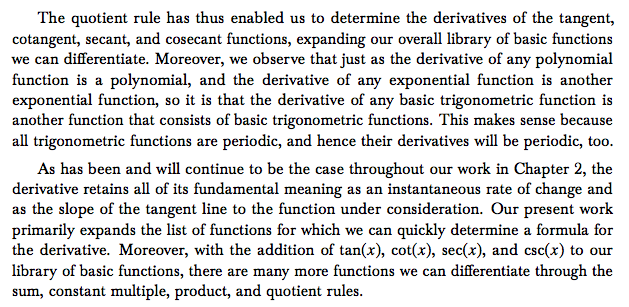 The quotient rule has thus enabled us to determine the derivatives of the tangent,
cotangent, secant, and cosecant functions, expanding our overall library of basic functions
we can differentiate. Moreover, we observe that just as the derivative of any polynomial
function is a polynomial, and the derivative of any exponential function is another
exponential function, so it is that the derivative of any basic trigonometric function is
another function that consists of basic trigonometric functions. This makes sense because
all trigonometric functions are periodic, and hence their derivatives will be periodic, too.
As has been and will continue to be the case throughout our work in Chapter 2, the
derivative retains all of its fundamental meaning as an instantaneous rate of change and
as the slope of the tangent line to the function under consideration. Our present work
primarily expands the list of functions for which we can quickly determine a formula for
the derivative. Moreover, with the addition of tan(x), cot(x), sec(x), and csc(x) to our
library of basic functions, there are many more functions we can differentiate through the
sum, constant multiple, product, and quotient rules.